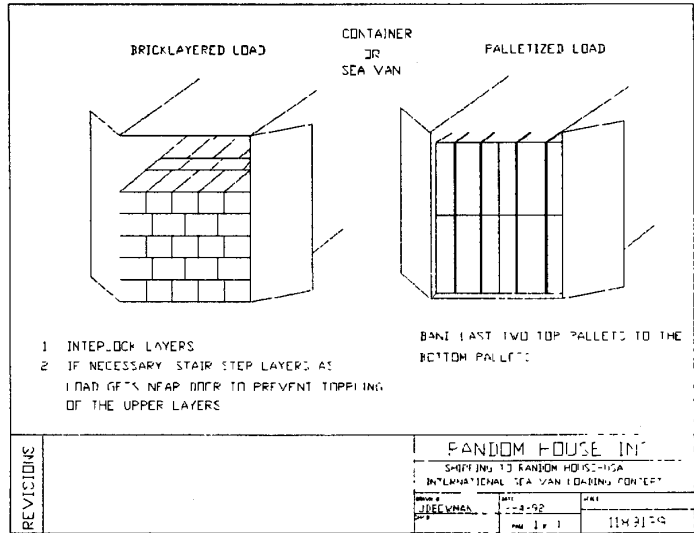 BRICKLAYERED LOAD
CONTAINER
OR
SEA VAN
PALLETIZED LOAD
1 INTERLOCK LAYERS
2 IF NECESSARY STAIR STEP LAYERS AS
LOAD GETS NEAR DOOR TO PREVENT TOPPLING
OF THE UPPER LAYERS
BAND LAST TWO TOP PALLETS TO THE
BOTTOM PALLETS
REVISIONS
RANDOM HOUSE INC
SHIPPING TO RANDOM HOUSE-USA
INTERNATIONAL SEA VAN LOADING
DATE
1 1